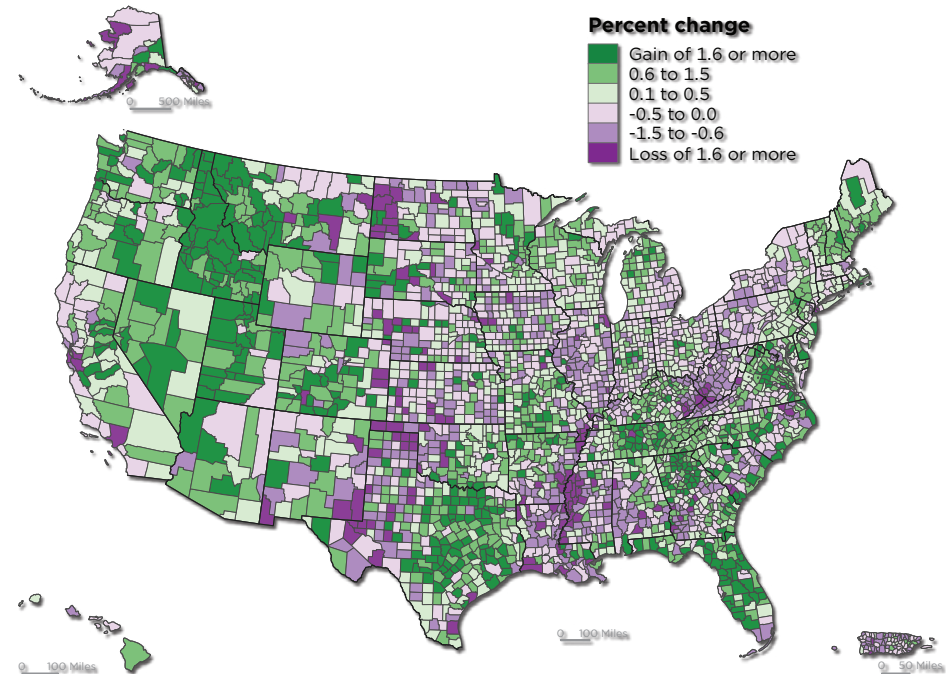 Percent change
Gain of 1.6 or more
0.6 to 1.5
0.1 to 0.5
-0.5 to 0.0
-1.5 to -0.6
Loss of 1.6 or more
0 500 Miles
0 100 Miles
0 100 Miles
0 50 Miles